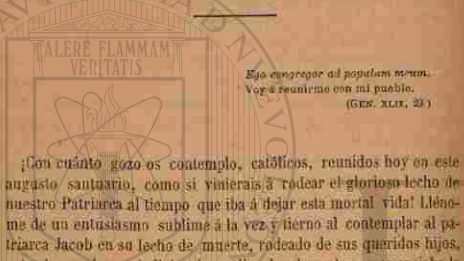 ALERE FLAMMAM
VERITATIS
Ego congregor ad populum meum.
Voy á reunirme con mi pueblo.
(GEN. XLIX, 29)
¡Con cuánto gozo os contemplo, católicos, reunidos hoy en este
augusto santuario, como si vinierais á rodear el glorioso lecho de
nuestro Patriarca al tiempo que iba á dejar esta mortal vida! Lléno-
me de un entusiasmo sublime á la vez y tierno al contemplar al pa-
triarca Jacob en su lecho de muerte, rodeado de sus queridos hijos,